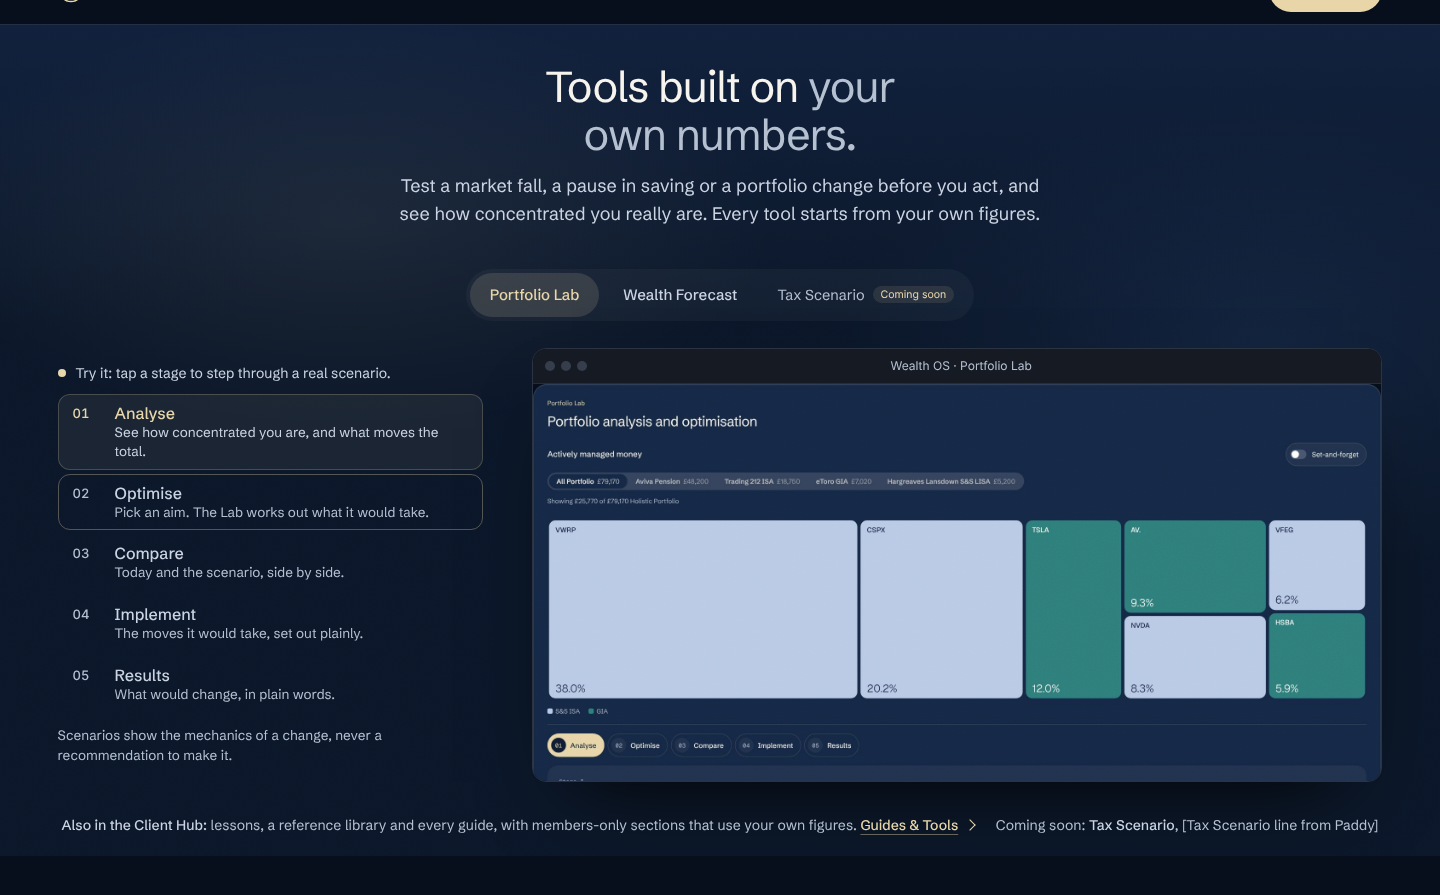 Tools built on your
own numbers.
Test a market fall, a pause in saving or a portfolio change before you act, and
see how concentrated you really are. Every tool starts from your own figures.
Portfolio Lab
Wealth Forecast
Tax Scenario
Coming soon
Try it: tap a stage to step through a real scenario.
01 Analyse
See how concentrated you are, and what moves the
total.
02 Optimise
Pick an aim. The Lab works out what it would take.
03 Compare
Today and the scenario, side by side.
04 Implement
The moves it would take, set out plainly.
05 Results
What would change, in plain words.
Scenarios show the mechanics of a change, never a
recommendation to make it.
Wealth OS · Portfolio Lab
Portfolio Lab
Portfolio analysis and optimisation
Actively managed money
Set-and-forget
All Portfolio £79,170
Aviva Pension £48,200
Trading 212 ISA £18,750
eToro GIA £7,020
Hargreaves Lansdown S&S LISA £5,200
Showing £25,770 of £79,170 Holistic Portfolio
VWRP
38.0%
CSPX
20.2%
TSLA
12.0%
AV.
9.3%
NVDA
8.3%
VFEG
6.2%
HSBA
5.9%
S&S ISA
GIA
01 Analyse
02 Optimise
03 Compare
04 Implement
05 Results
Also in the Client Hub: lessons, a reference library and every guide, with members-only sections that use your own figures. Guides & Tools
Coming soon: Tax Scenario, [Tax Scenario line from Paddy]